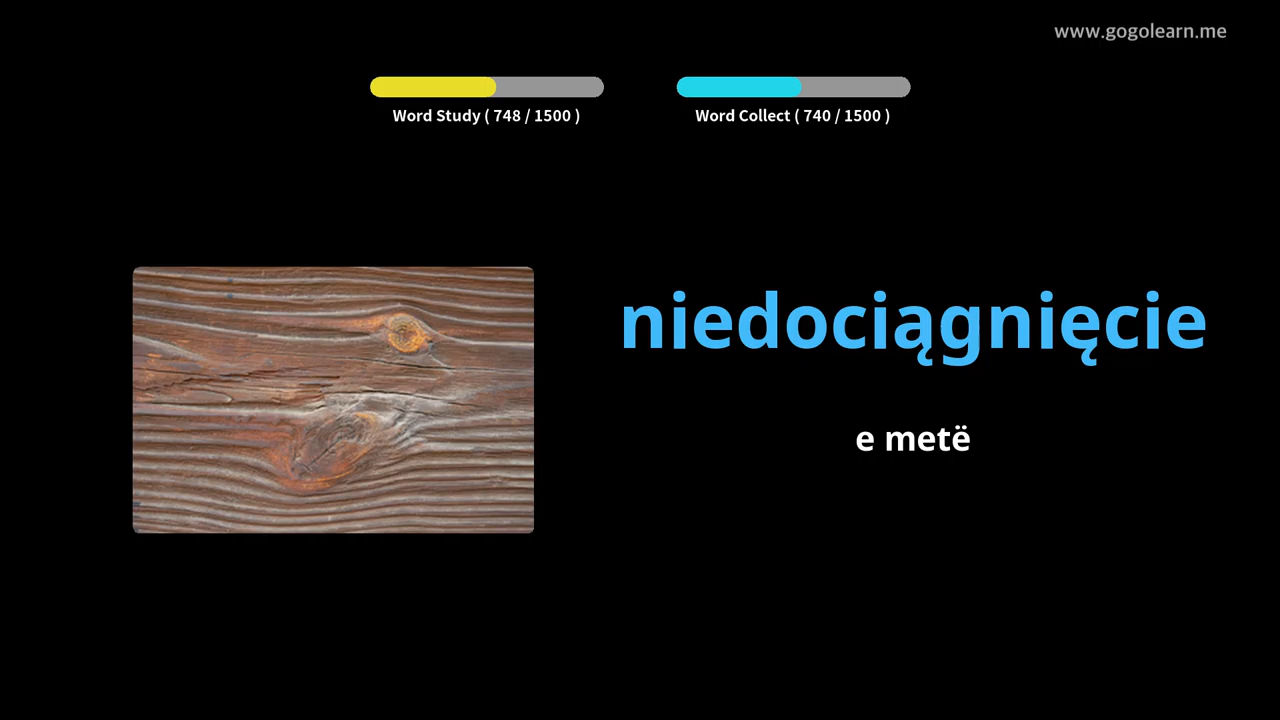 www.gogolearn.me
Word Study ( 748 / 1500 )
Word Collect ( 740 / 1500 )
niedociągnięcie
e metë